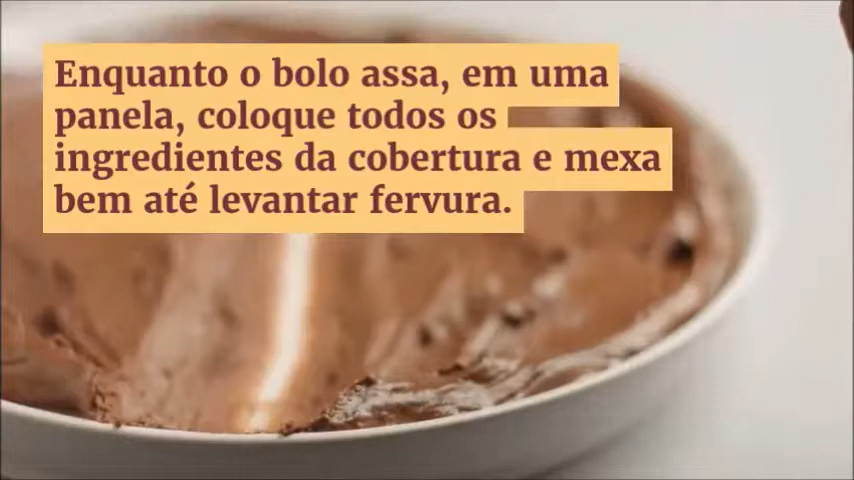 Enquanto o bolo assa, em uma
panela, coloque todos os
ingredientes da cobertura e mexa
bem até levantar fervura.